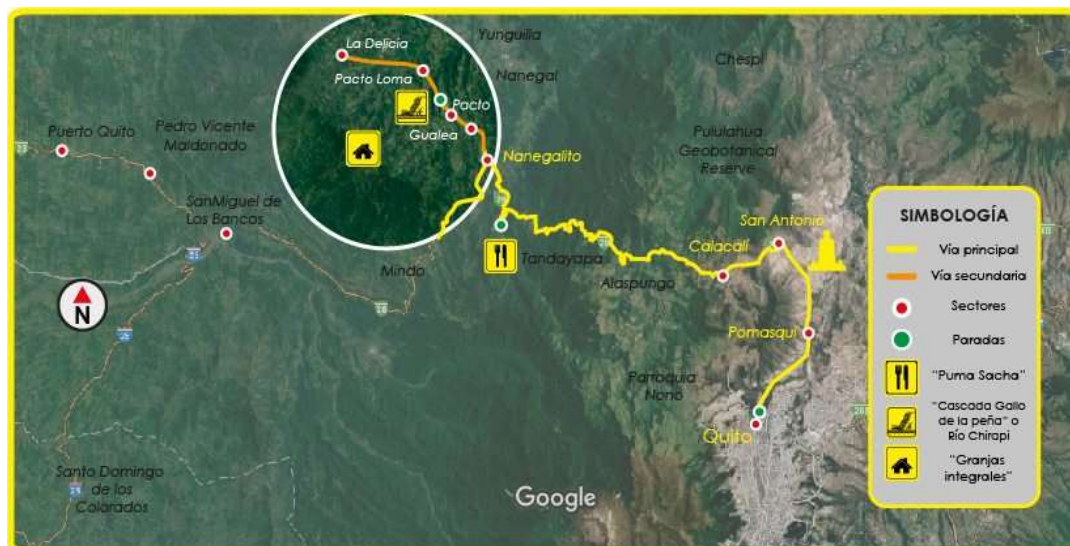 La Delicia
Yunguilla
Chespi
Pacto Loma
Nanegal
Pacto
Puerto Quito
Pedro Vicente
Maldonado
Gualea
Pululahua
Geobotanical
Reserve
Nanegalito
SanMiguel de
Los Bancos
San Antonio
Calacalí
Mindo
Tandayapa
Alaspungo
N
Pomasqui
Parroquia
Nono
Quito
Santo Domingo
de los
Colorados
Google
SIMBOLOGÍA
Vía principal
Vía secundaria
Sectores
Paradas
"Puma Sacha"
"Cascada Gallo
de la peña" o
Río Chirapi
"Granjas
integrales"